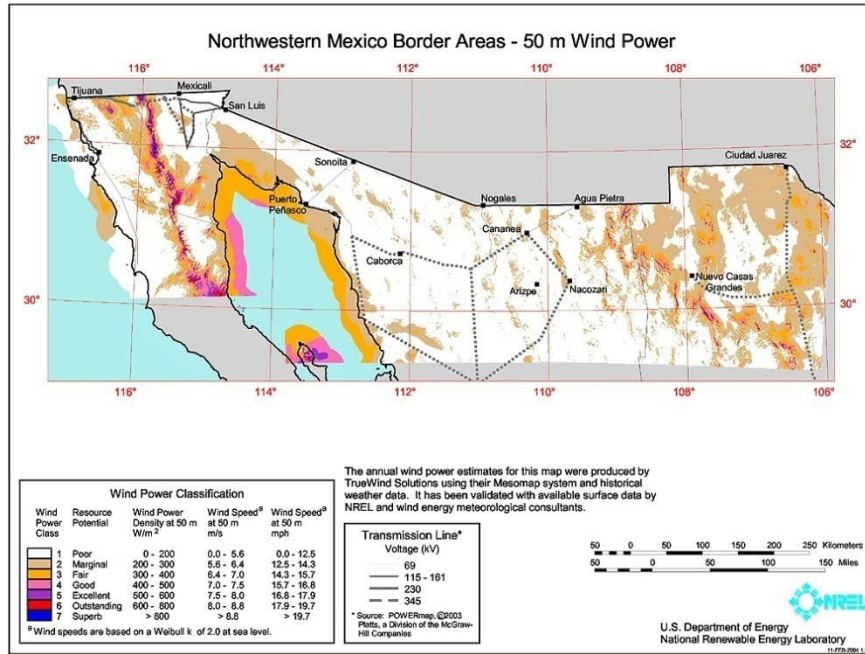 Northwestern Mexico Border Areas - 50 m Wind Power
116° 114° 112° 110° 108° 106°
Tijuana
Mexicali
San Luis
32°
32°
Ensenada
Sonoita
Ciudad Juarez
Puerto
Peñasco
Nogales
Agua Pietra
Cananea
Caborca
Arizpe
Nacozari
Nuevo Casas
Grandes
30°
30°
116° 114° 112° 110° 108° 106°
The annual wind power estimates for this map were produced by
TrueWind Solutions using their Mesomap system and historical
weather data. It has been validated with available surface data by
NREL and wind energy meteorological consultants.
Wind Power Classification
Wind Resource Wind Power Wind Speedª Wind Speedª
Power Potential Density at 50 m at 50 m at 50 m
Class W/m² m/s mph
1 Poor 0 - 200 0.0 - 5.6 0.0 - 12.5
2 Marginal 200 - 300 5.6 - 6.4 12.5 - 14.3
3 Fair 300 - 400 6.4 - 7.0 14.3 - 15.7
4 Good 400 - 500 7.0 - 7.5 15.7 - 16.8
5 Excellent 500 - 600 7.5 - 8.0 16.8 - 17.9
6 Outstanding 600 - 800 8.0 - 8.8 17.9 - 19.7
7 Superb > 800 > 8.8 > 19.7
ª Wind speeds are based on a Weibull k of 2.0 at sea level.
Transmission Line*
Voltage (kV)
69
115 - 161
230
345
* Source: POWERmap, ©2003
Platts, a Division of the McGraw-
Hill Companies
50 0 50 100 150 200 250 Kilometers
50 0 50 100 150 Miles
NREL
U.S. Department of Energy
National Renewable Energy Laboratory